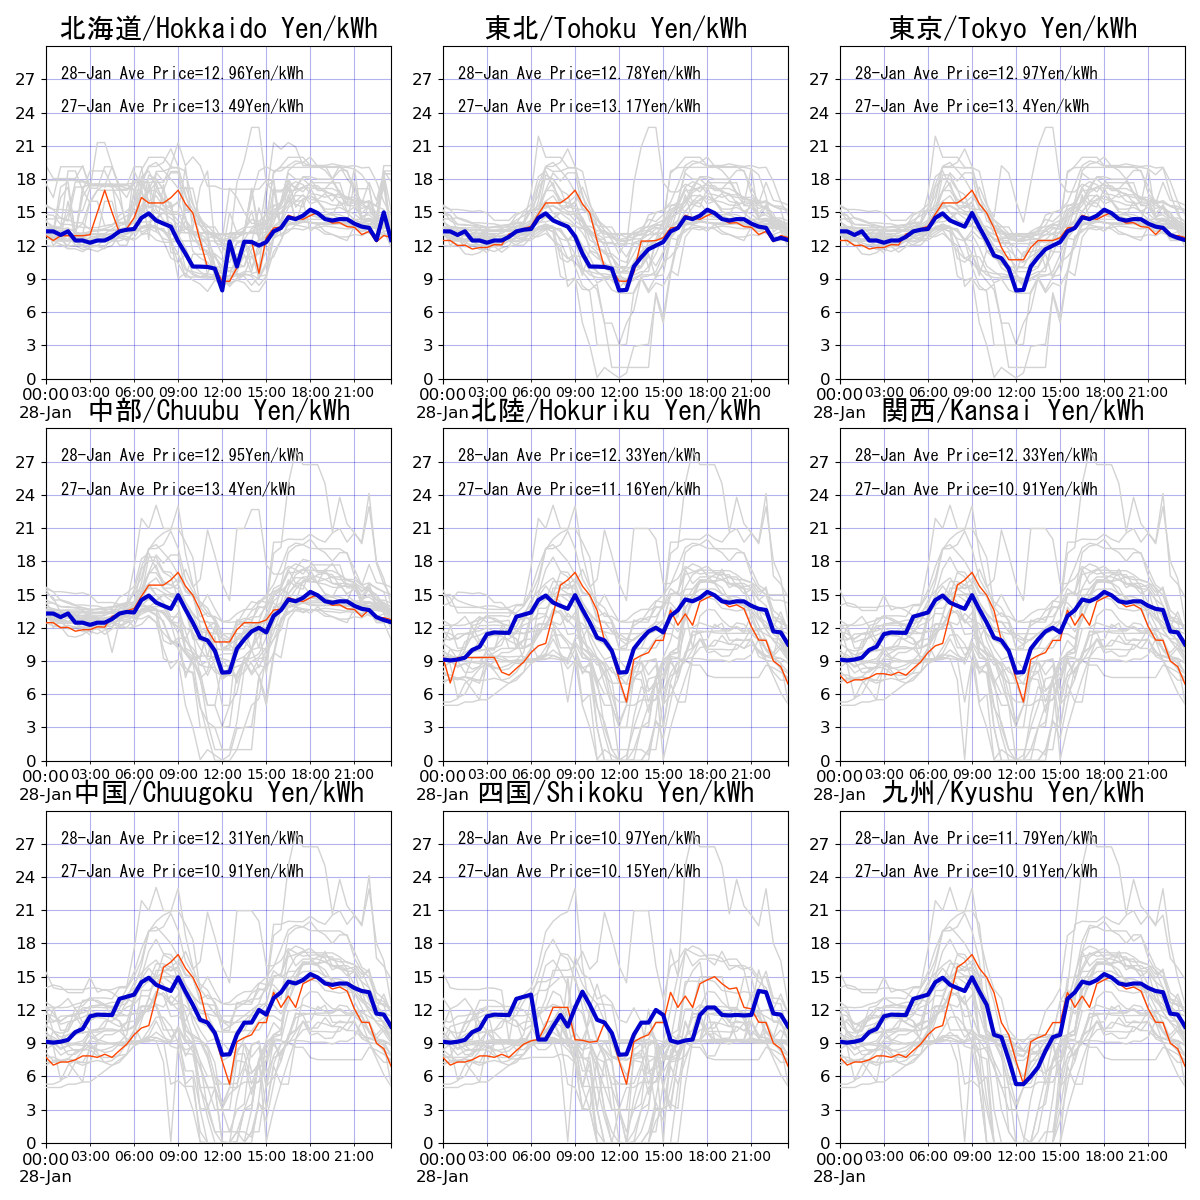 北海道/Hokkaido Yen/kWh
28-Jan Ave Price=12.96Yen/kWh
27-Jan Ave Price=13.49Yen/kWh
27
24
21
18
15
12
9
6
3
0
00:00 03:00 06:00 09:00 12:00 15:00 18:00 21:00
28-Jan
東北/Tohoku Yen/kWh
28-Jan Ave Price=12.78Yen/kWh
27-Jan Ave Price=13.17Yen/kWh
27
24
21
18
15
12
9
6
3
0
00:00 03:00 06:00 09:00 12:00 15:00 18:00 21:00
28-Jan
東京/Tokyo Yen/kWh
28-Jan Ave Price=12.97Yen/kWh
27-Jan Ave Price=13.4Yen/kWh
27
24
21
18
15
12
9
6
3
0
00:00 03:00 06:00 09:00 12:00 15:00 18:00 21:00
28-Jan
中部/Chuubu Yen/kWh
28-Jan Ave Price=12.95Yen/kWh
27-Jan Ave Price=13.4Yen/kWh
27
24
21
18
15
12
9
6
3
0
00:00 03:00 06:00 09:00 12:00 15:00 18:00 21:00
28-Jan
北陸/Hokuriku Yen/kWh
28-Jan Ave Price=12.33Yen/kWh
27-Jan Ave Price=11.16Yen/kWh
27
24
21
18
15
12
9
6
3
0
00:00 03:00 06:00 09:00 12:00 15:00 18:00 21:00
28-Jan
関西/Kansai Yen/kWh
28-Jan Ave Price=12.33Yen/kWh
27-Jan Ave Price=10.91Yen/kWh
27
24
21
18
15
12
9
6
3
0
00:00 03:00 06:00 09:00 12:00 15:00 18:00 21:00
28-Jan
中国/Chuugoku Yen/kWh
28-Jan Ave Price=12.31Yen/kWh
27-Jan Ave Price=10.91Yen/kWh
27
24
21
18
15
12
9
6
3
0
00:00 03:00 06:00 09:00 12:00 15:00 18:00 21:00
28-Jan
四国/Shikoku Yen/kWh
28-Jan Ave Price=10.97Yen/kWh
27-Jan Ave Price=10.15Yen/kWh
27
24
21
18
15
12
9
6
3
0
00:00 03:00 06:00 09:00 12:00 15:00 18:00 21:00
28-Jan
九州/Kyushu Yen/kWh
28-Jan Ave Price=11.79Yen/kWh
27-Jan Ave Price=10.91Yen/kWh
27
24
21
18
15
12
9
6
3
0
00:00 03:00 06:00 09:00 12:00 15:00 18:00 21:00
28-Jan